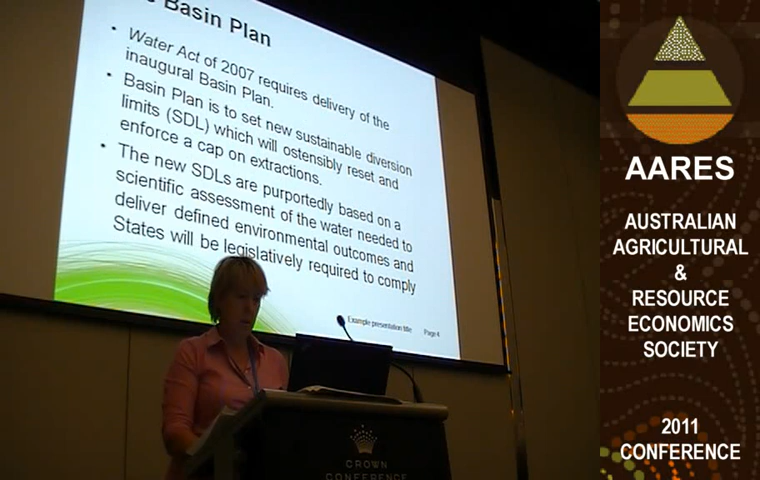 Basin Plan
• Water Act of 2007 requires delivery of the
inaugural Basin Plan.
• Basin Plan is to set new sustainable diversion
limits (SDL) which will ostensibly reset and
enforce a cap on extractions.
• The new SDLs are purportedly based on a
scientific assessment of the water needed to
deliver defined environmental outcomes and
States will be legislatively required to comply
Example presentation title Page 4
CROWN
CONFERENCE
AARES
AUSTRALIAN
AGRICULTURAL
&
RESOURCE
ECONOMICS
SOCIETY
2011
CONFERENCE